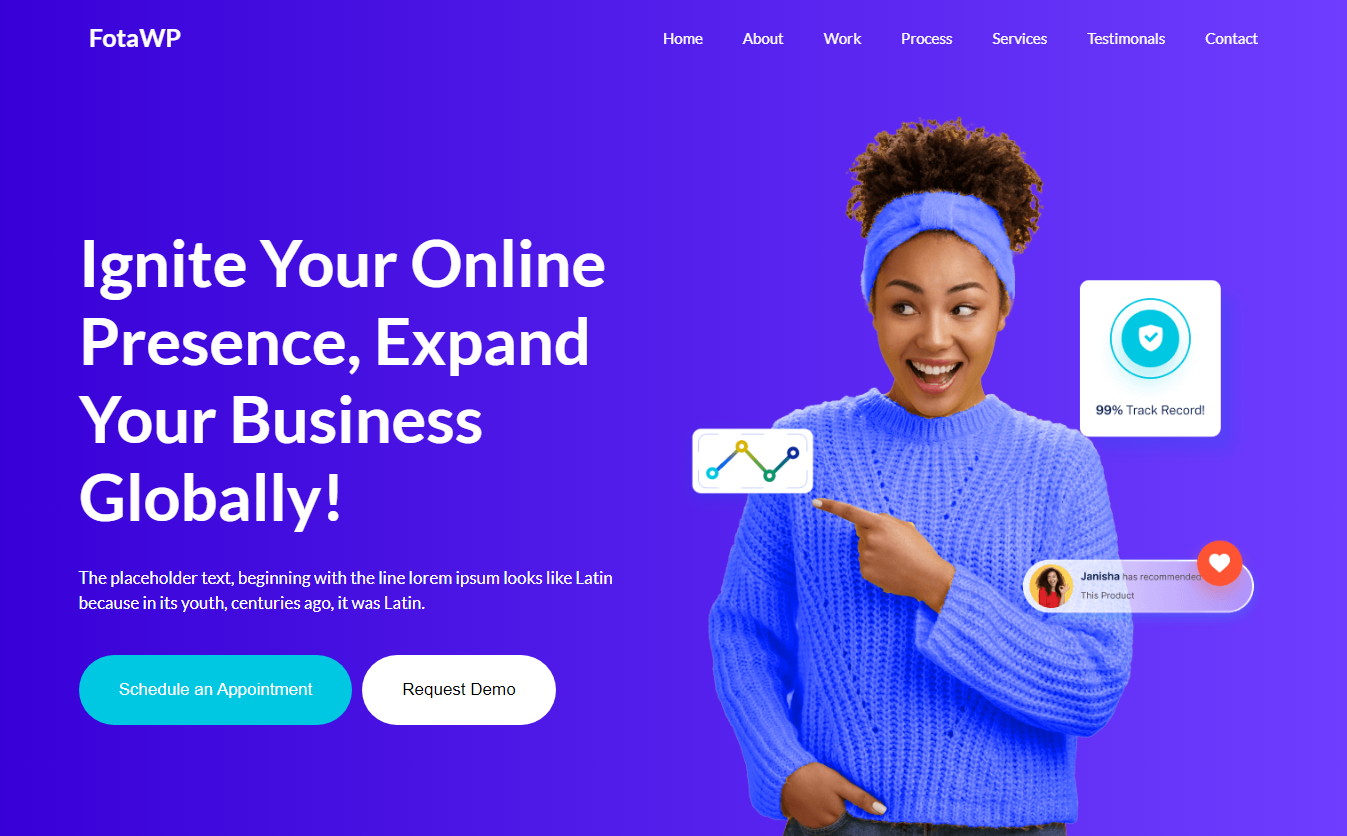 FotaWP
Home About Work Process Services Testimonals Contact
Ignite Your Online
Presence, Expand
Your Business
Globally!
The placeholder text, beginning with the line lorem ipsum looks like Latin
because in its youth, centuries ago, it was Latin.
Schedule an Appointment
Request Demo
99% Track Record!
Janisha has recommended
This Product